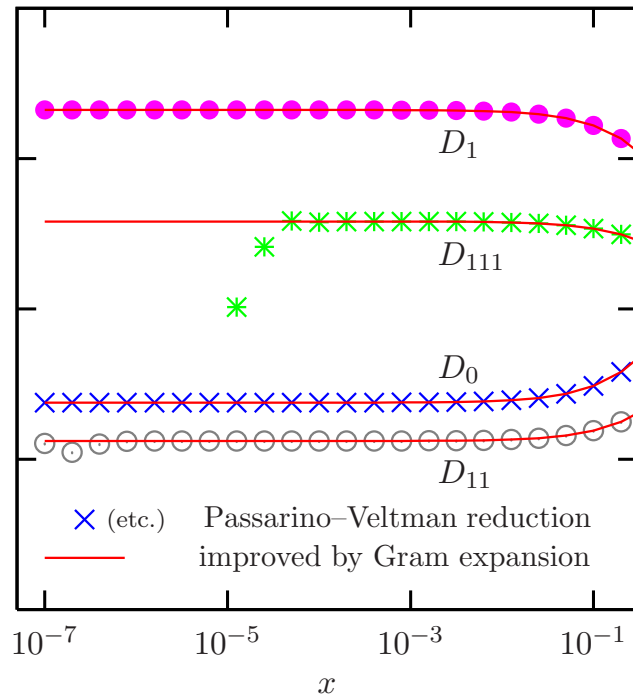 D₁
D₁₁₁
D₀
D₁₁
(etc.) Passarino–Veltman reduction
improved by Gram expansion
10⁻⁷ 10⁻⁵ 10⁻³ 10⁻¹
x